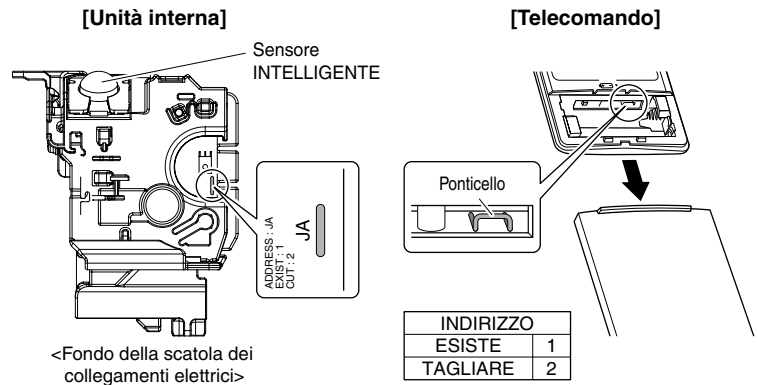 [Unità interna]
Sensore
INTELLIGENTE
ADDRESS : JA
EXIST : 1
CUT : 2
JA
<Fondo della scatola dei
collegamenti elettrici>
[Telecomando]
Ponticello
INDIRIZZO
ESISTE 1
TAGLIARE 2